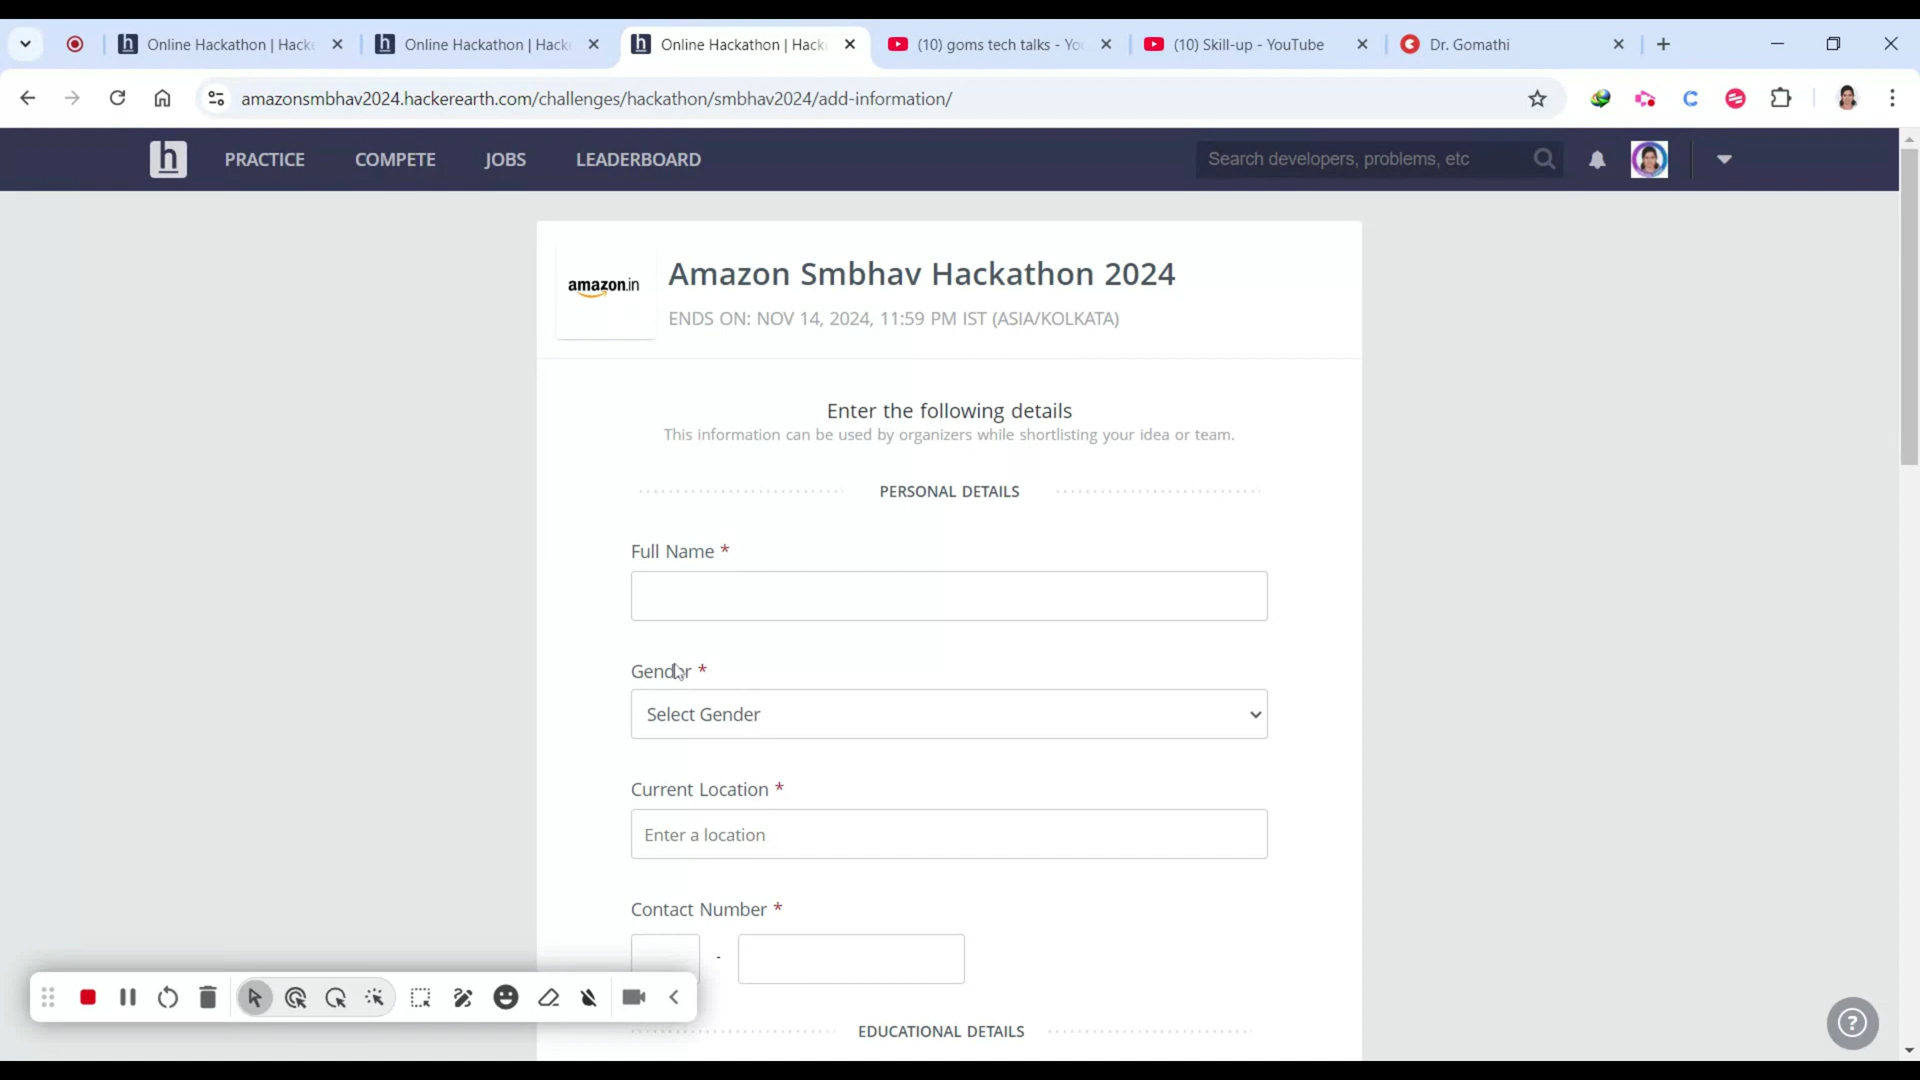 Online Hackathon | Hack
Online Hackathon | Hack
Online Hackathon | Hack
(10) goms tech talks - You
(10) Skill-up - YouTube
Dr. Gomathi
amazonsmbhav2024.hackerearth.com/challenges/hackathon/smbhav2024/add-information/
h PRACTICE COMPETE JOBS LEADERBOARD Search developers, problems, etc
amazon.in
Amazon Smbhav Hackathon 2024
ENDS ON: NOV 14, 2024, 11:59 PM IST (ASIA/KOLKATA)
Enter the following details
This information can be used by organizers while shortlisting your idea or team.
PERSONAL DETAILS
Full Name *
Gender *
Select Gender
Current Location *
Enter a location
Contact Number *
-
EDUCATIONAL DETAILS